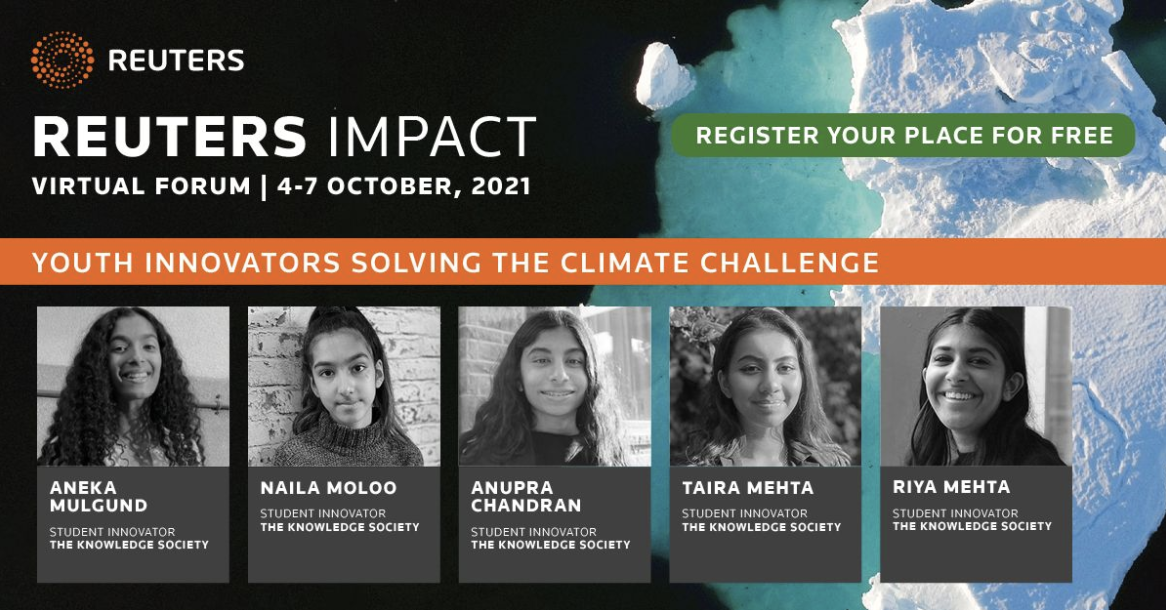 REUTERS
REUTERS IMPACT
VIRTUAL FORUM | 4-7 OCTOBER, 2021
REGISTER YOUR PLACE FOR FREE
YOUTH INNOVATORS SOLVING THE CLIMATE CHALLENGE
ANEKA
MULGUND
STUDENT INNOVATOR
THE KNOWLEDGE SOCIETY
NAILA MOLOO
STUDENT INNOVATOR
THE KNOWLEDGE SOCIETY
ANUPRA
CHANDRAN
STUDENT INNOVATOR
THE KNOWLEDGE SOCIETY
TAIRA MEHTA
STUDENT INNOVATOR
THE KNOWLEDGE SOCIETY
RIYA MEHTA
STUDENT INNOVATOR
THE KNOWLEDGE SOCIETY